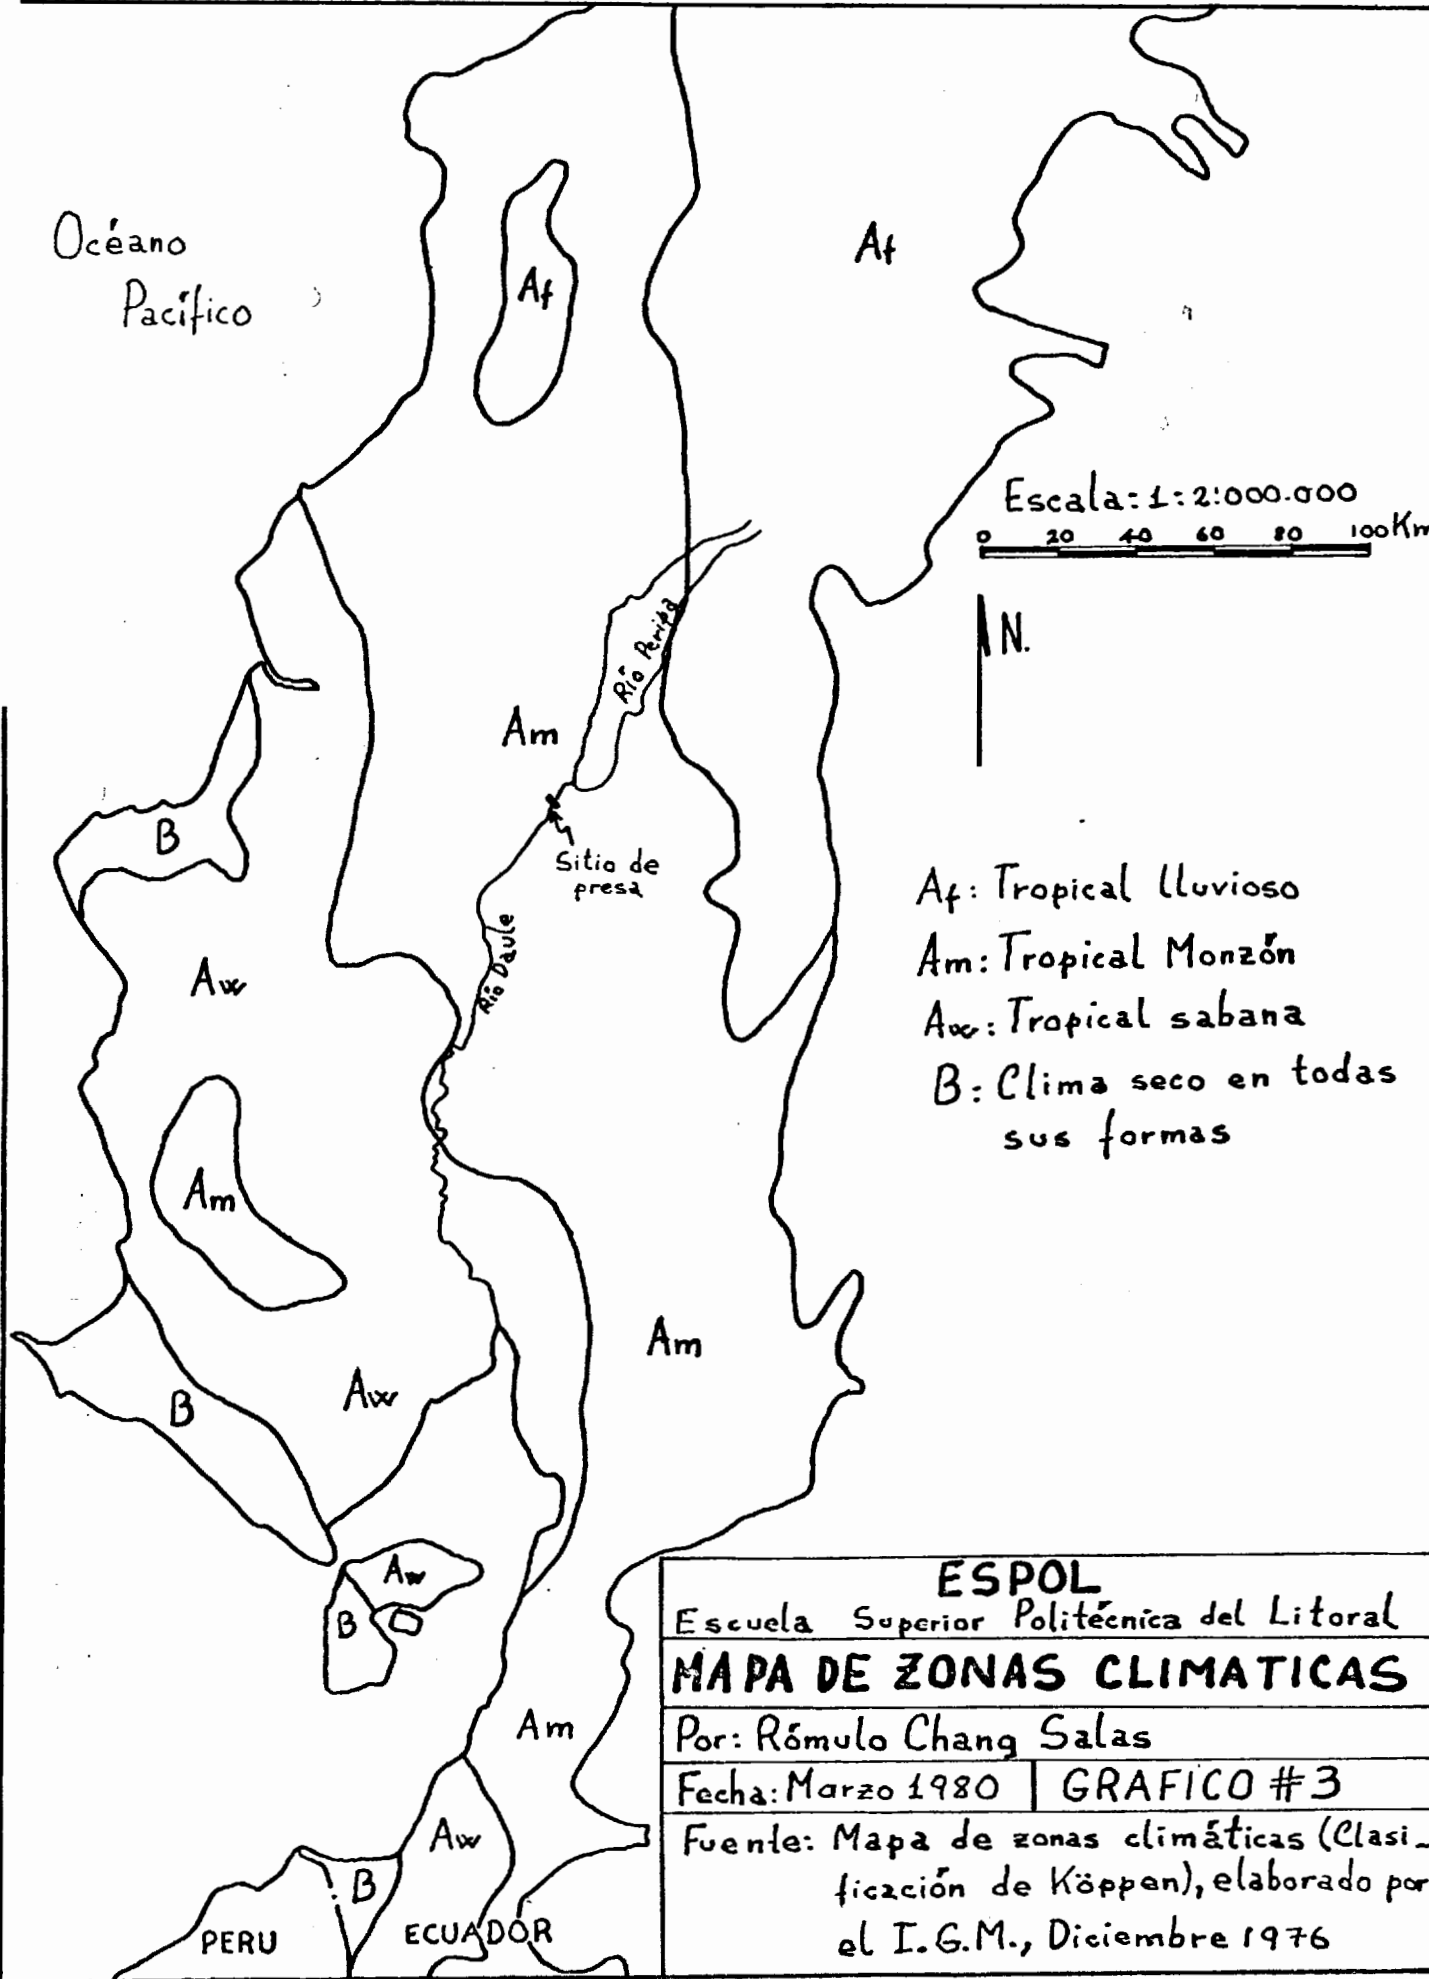 Océano
Pacífico
Af
Af
Escala: 1:2:000.000
0 20 40 60 80 100 Km
N.
Río Peripa
Am
Sitio de
presa
B
Río Daule
Aw
Af: Tropical lluvioso
Am: Tropical Monzón
Aw: Tropical sabana
B: Clima seco en todas
sus formas
Am
Am
Aw
B
Aw
B
Am
Aw
B
PERU
ECUADOR
ESPOL
Escuela Superior Politécnica del Litoral
MAPA DE ZONAS CLIMATICAS
Por: Rómulo Chang Salas
Fecha: Marzo 1980
GRAFICO #3
Fuente: Mapa de zonas climáticas (Clasi-
ficación de Köppen), elaborado por
el I.G.M., Diciembre 1976